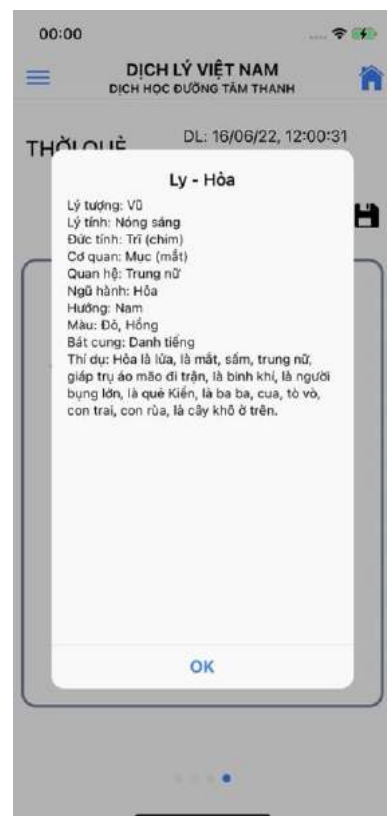 00:00
DỊCH LÝ VIỆT NAM
DỊCH HỌC ĐƯỜNG TÂM THANH
THỜI QUẺ
DL: 16/06/22, 12:00:31
Ly - Hỏa
Lý tượng: Vũ
Lý tính: Nóng sáng
Đức tính: Trĩ (chim)
Cơ quan: Mục (mắt)
Quan hệ: Trung nữ
Ngũ hành: Hỏa
Hướng: Nam
Màu: Đỏ, Hồng
Bát cung: Danh tiếng
Thí dụ: Hỏa là lửa, là mắt, sấm, trung nữ,
giáp trụ áo mão đi trận, là binh khí, là người
bụng lớn, là quẻ Kiền, là ba ba, cua, tò vò,
con trai, con rùa, là cây khô ở trên.
OK